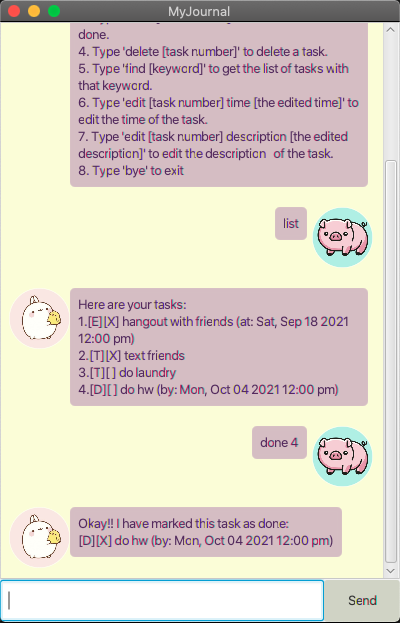 MyJournal
done.
4. Type 'delete [task number]' to delete a task.
5. Type 'find [keyword]' to get the list of tasks with
that keyword.
6. Type 'edit [task number] time [the edited time]' to
edit the time of the task.
7. Type 'edit [task number] description [the edited
description]' to edit the description  of the task.
8. Type 'bye' to exit
list
Here are your tasks:
1.[E][X] hangout with friends (at: Sat, Sep 18 2021
12:00 pm)
2.[T][X] text friends
3.[T][ ] do laundry
4.[D][ ] do hw (by: Mon, Oct 04 2021 12:00 pm)
done 4
Okay!! I have marked this task as done:
[D][X] do hw (by: Mon, Oct 04 2021 12:00 pm)
Send